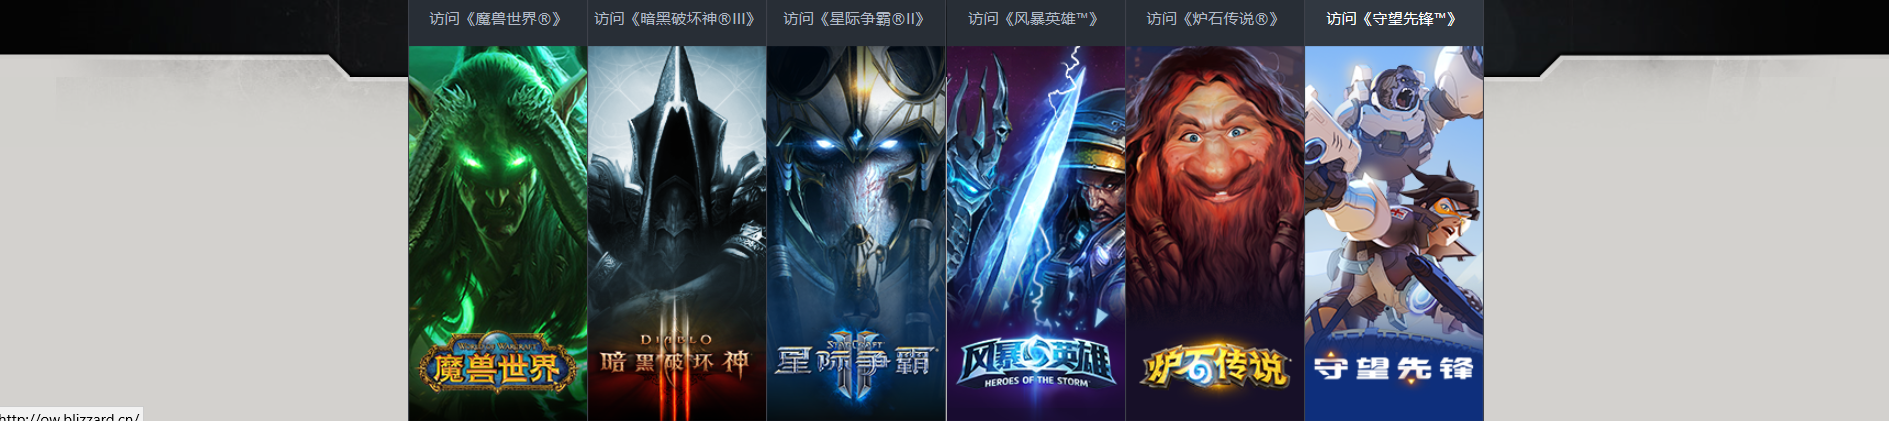 访问《魔兽世界®》
访问《暗黑破坏神®III》
访问《星际争霸®II》
访问《风暴英雄™》
访问《炉石传说®》
访问《守望先锋™》
WORLD OF WARCRAFT
魔兽世界
DIABLO
暗黑破坏神
STARCRAFT
II
星际争霸
风暴英雄
HEROES OF THE STORM
炉石传说
守望先锋
http://ow.blizzard.cn/